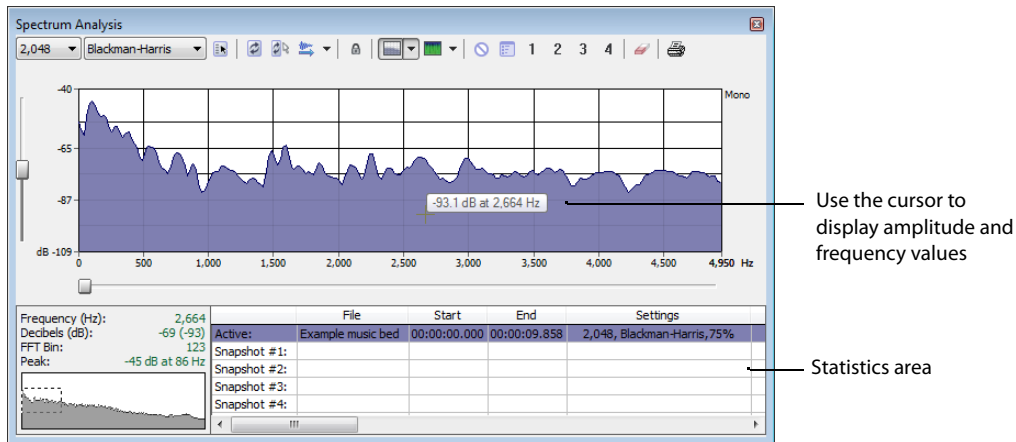 Spectrum Analysis
2,048 Blackman-Harris 1 2 3 4
-40
Mono
-65
-87
-93.1 dB at 2,664 Hz
dB -109
0 500 1,000 1,500 2,000 2,500 3,000 3,500 4,000 4,500 4,950 Hz
Use the cursor to
display amplitude and
frequency values
Frequency (Hz): 2,664
Decibels (dB): -69 (-93)
FFT Bin: 123
Peak: -45 dB at 86 Hz
File Start End Settings
Active: Example music bed 00:00:00.000 00:00:09.858 2,048, Blackman-Harris,75%
Snapshot #1:
Snapshot #2:
Snapshot #3:
Snapshot #4:
Statistics area